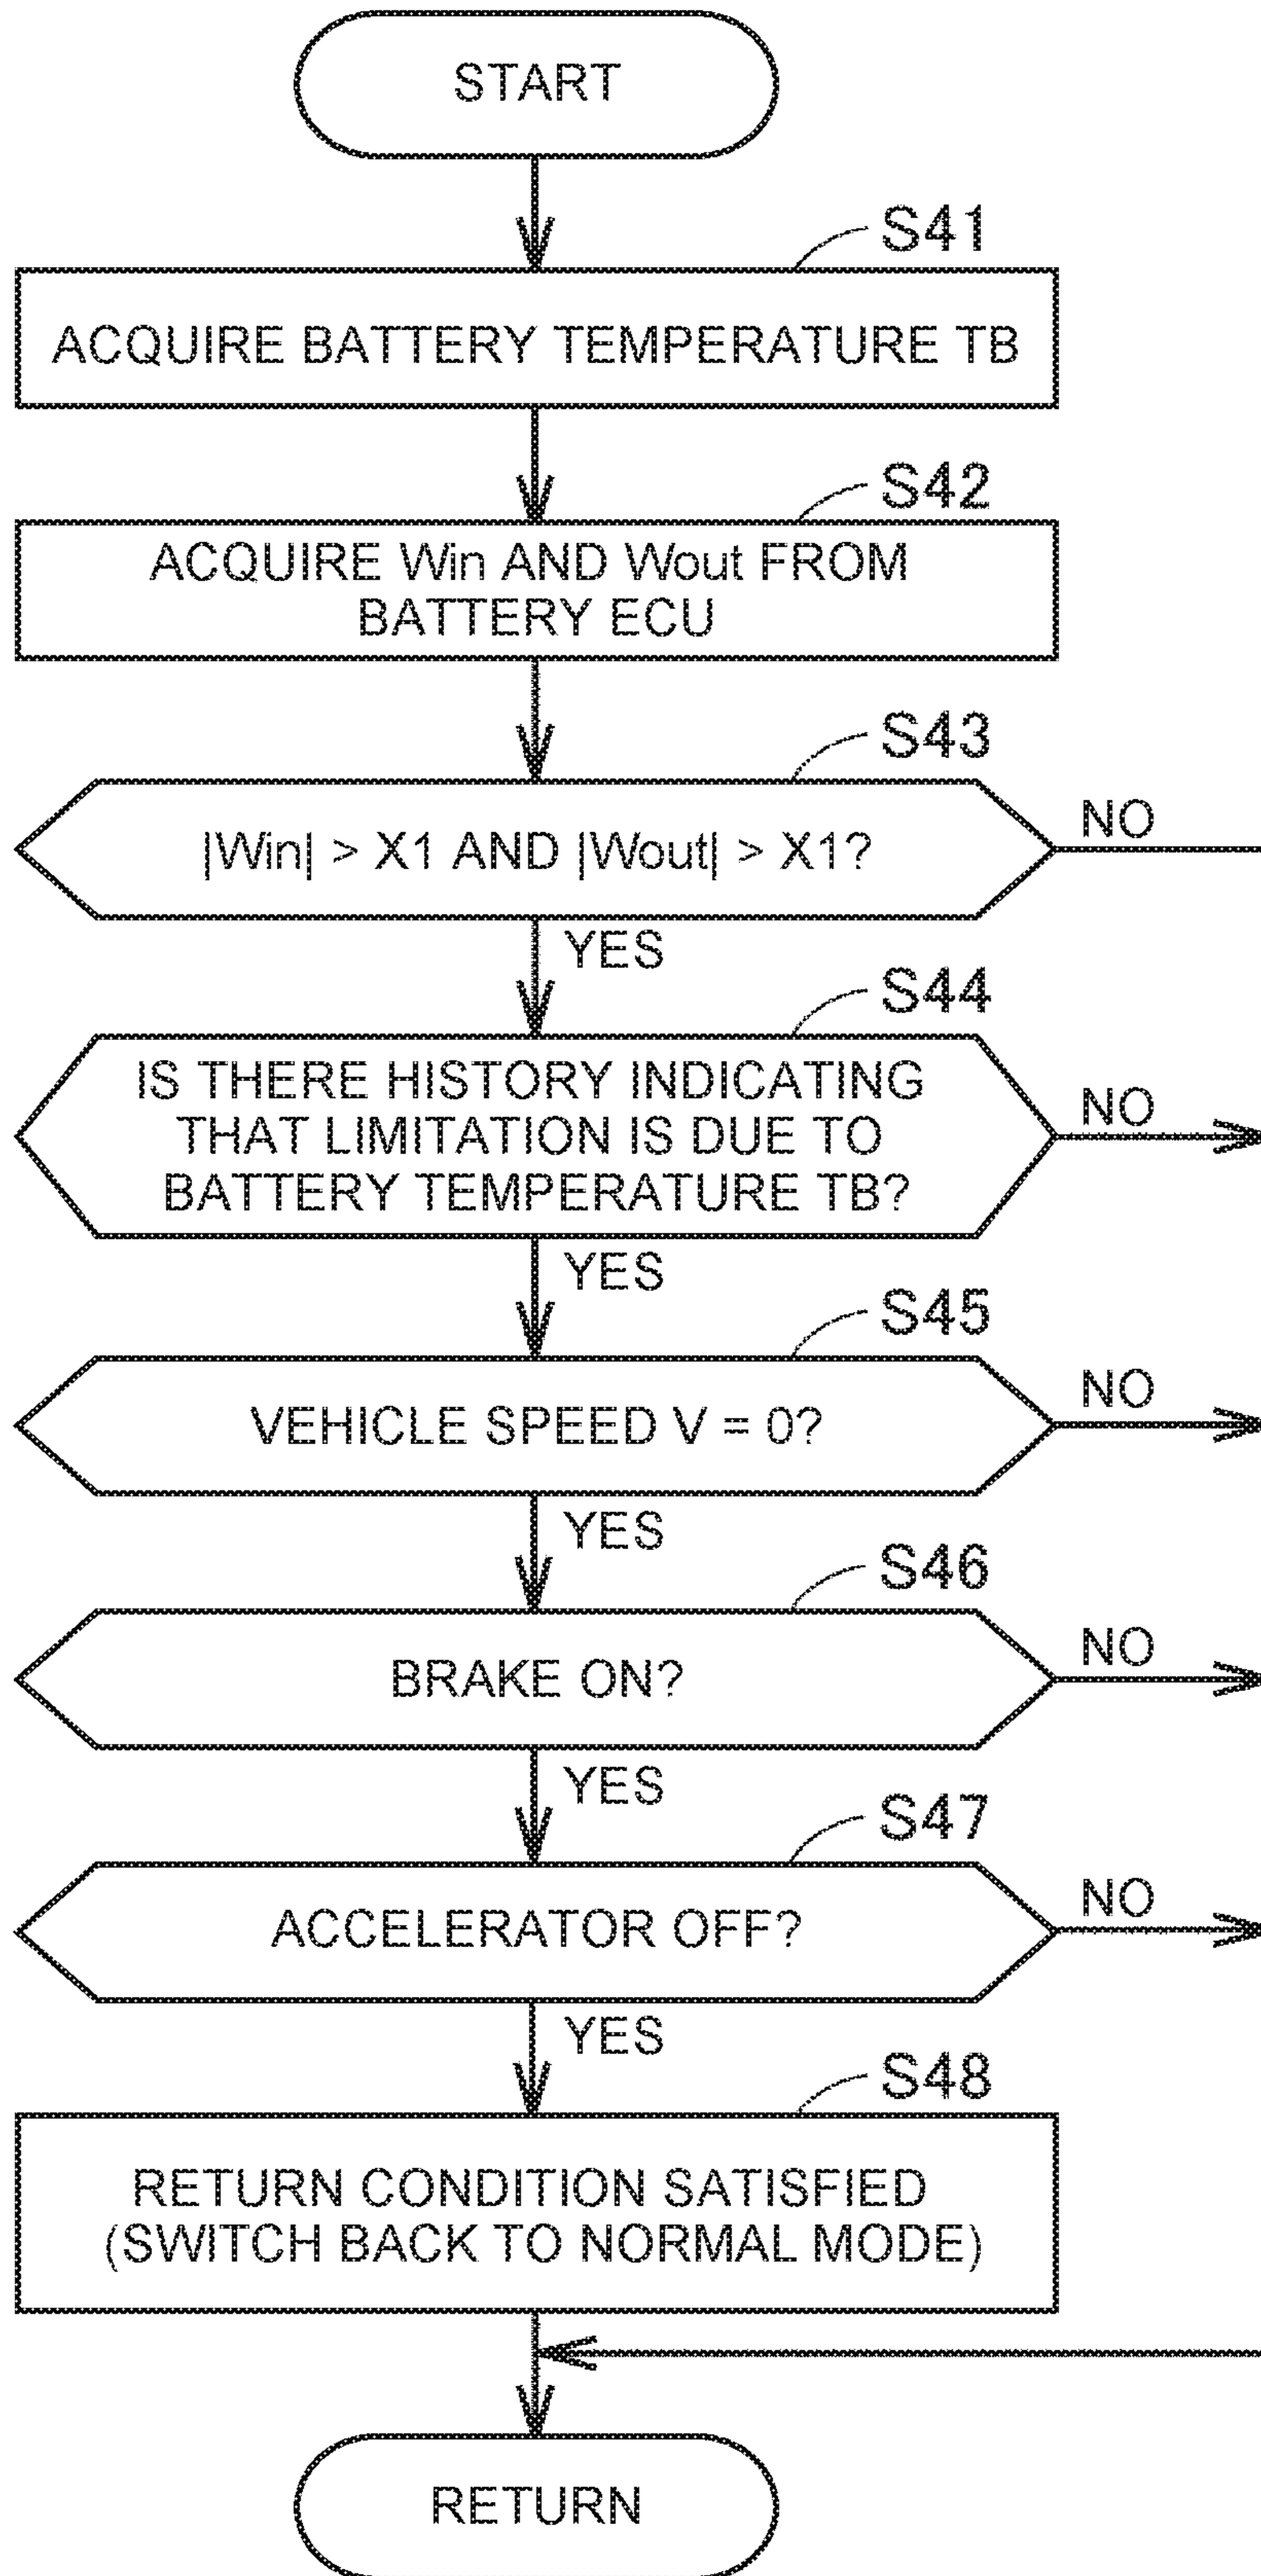 START
S41
ACQUIRE BATTERY TEMPERATURE TB
S42
ACQUIRE Win AND Wout FROM
BATTERY ECU
S43
|Win| > X1 AND |Wout| > X1?
NO
YES
S44
IS THERE HISTORY INDICATING
THAT LIMITATION IS DUE TO
BATTERY TEMPERATURE TB?
NO
YES
S45
VEHICLE SPEED V = 0?
NO
YES
S46
BRAKE ON?
NO
YES
S47
ACCELERATOR OFF?
NO
YES
S48
RETURN CONDITION SATISFIED
(SWITCH BACK TO NORMAL MODE)
RETURN